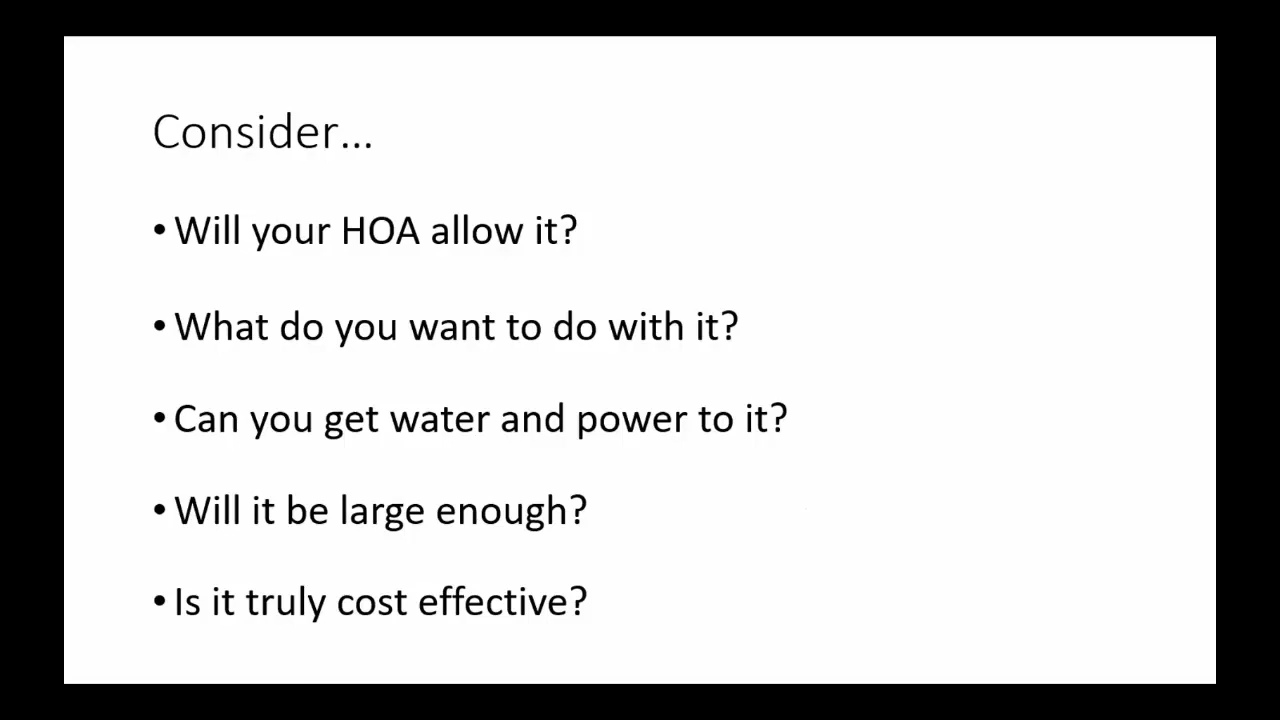 Consider...
• Will your HOA allow it?
• What do you want to do with it?
• Can you get water and power to it?
• Will it be large enough?
• Is it truly cost effective?